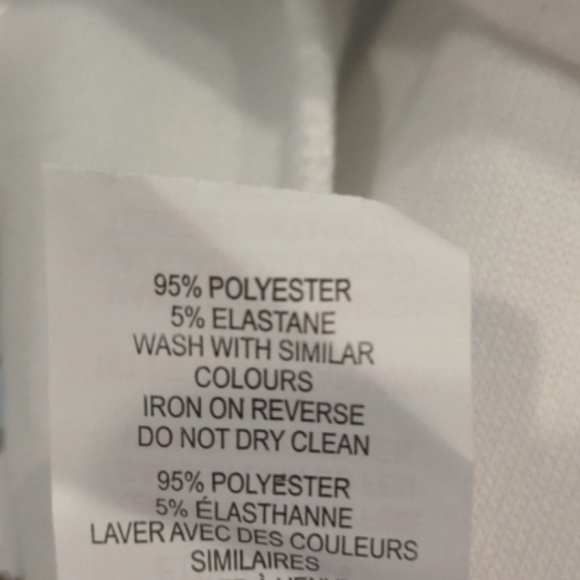 95% POLYESTER
5% ELASTANE
WASH WITH SIMILAR
COLOURS
IRON ON REVERSE
DO NOT DRY CLEAN
95% POLYESTER
5% ÉLASTHANNE
LAVER AVEC DES COULEURS
SIMILAIRES